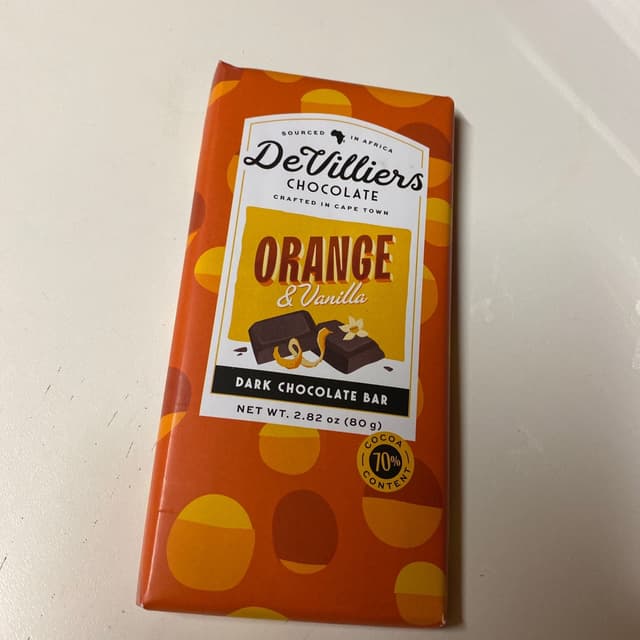 SOURCED IN AFRICA
DeVilliers
CHOCOLATE
CRAFTED IN CAPE TOWN
ORANGE
& Vanilla
DARK CHOCOLATE BAR
NET WT. 2.82 oz (80 g)
COCOA
70%
CONTENT